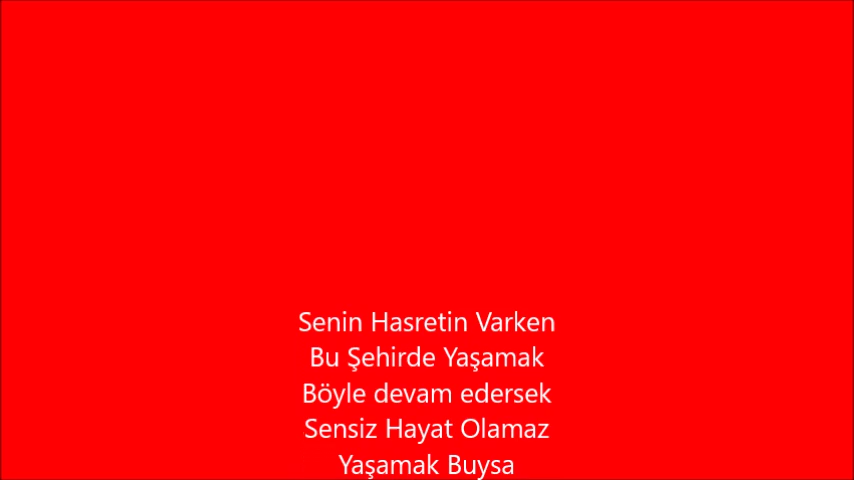 Senin Hasretin Varken
Bu Şehirde Yaşamak
Böyle devam edersek
Sensiz Hayat Olamaz
Yaşamak Buysa